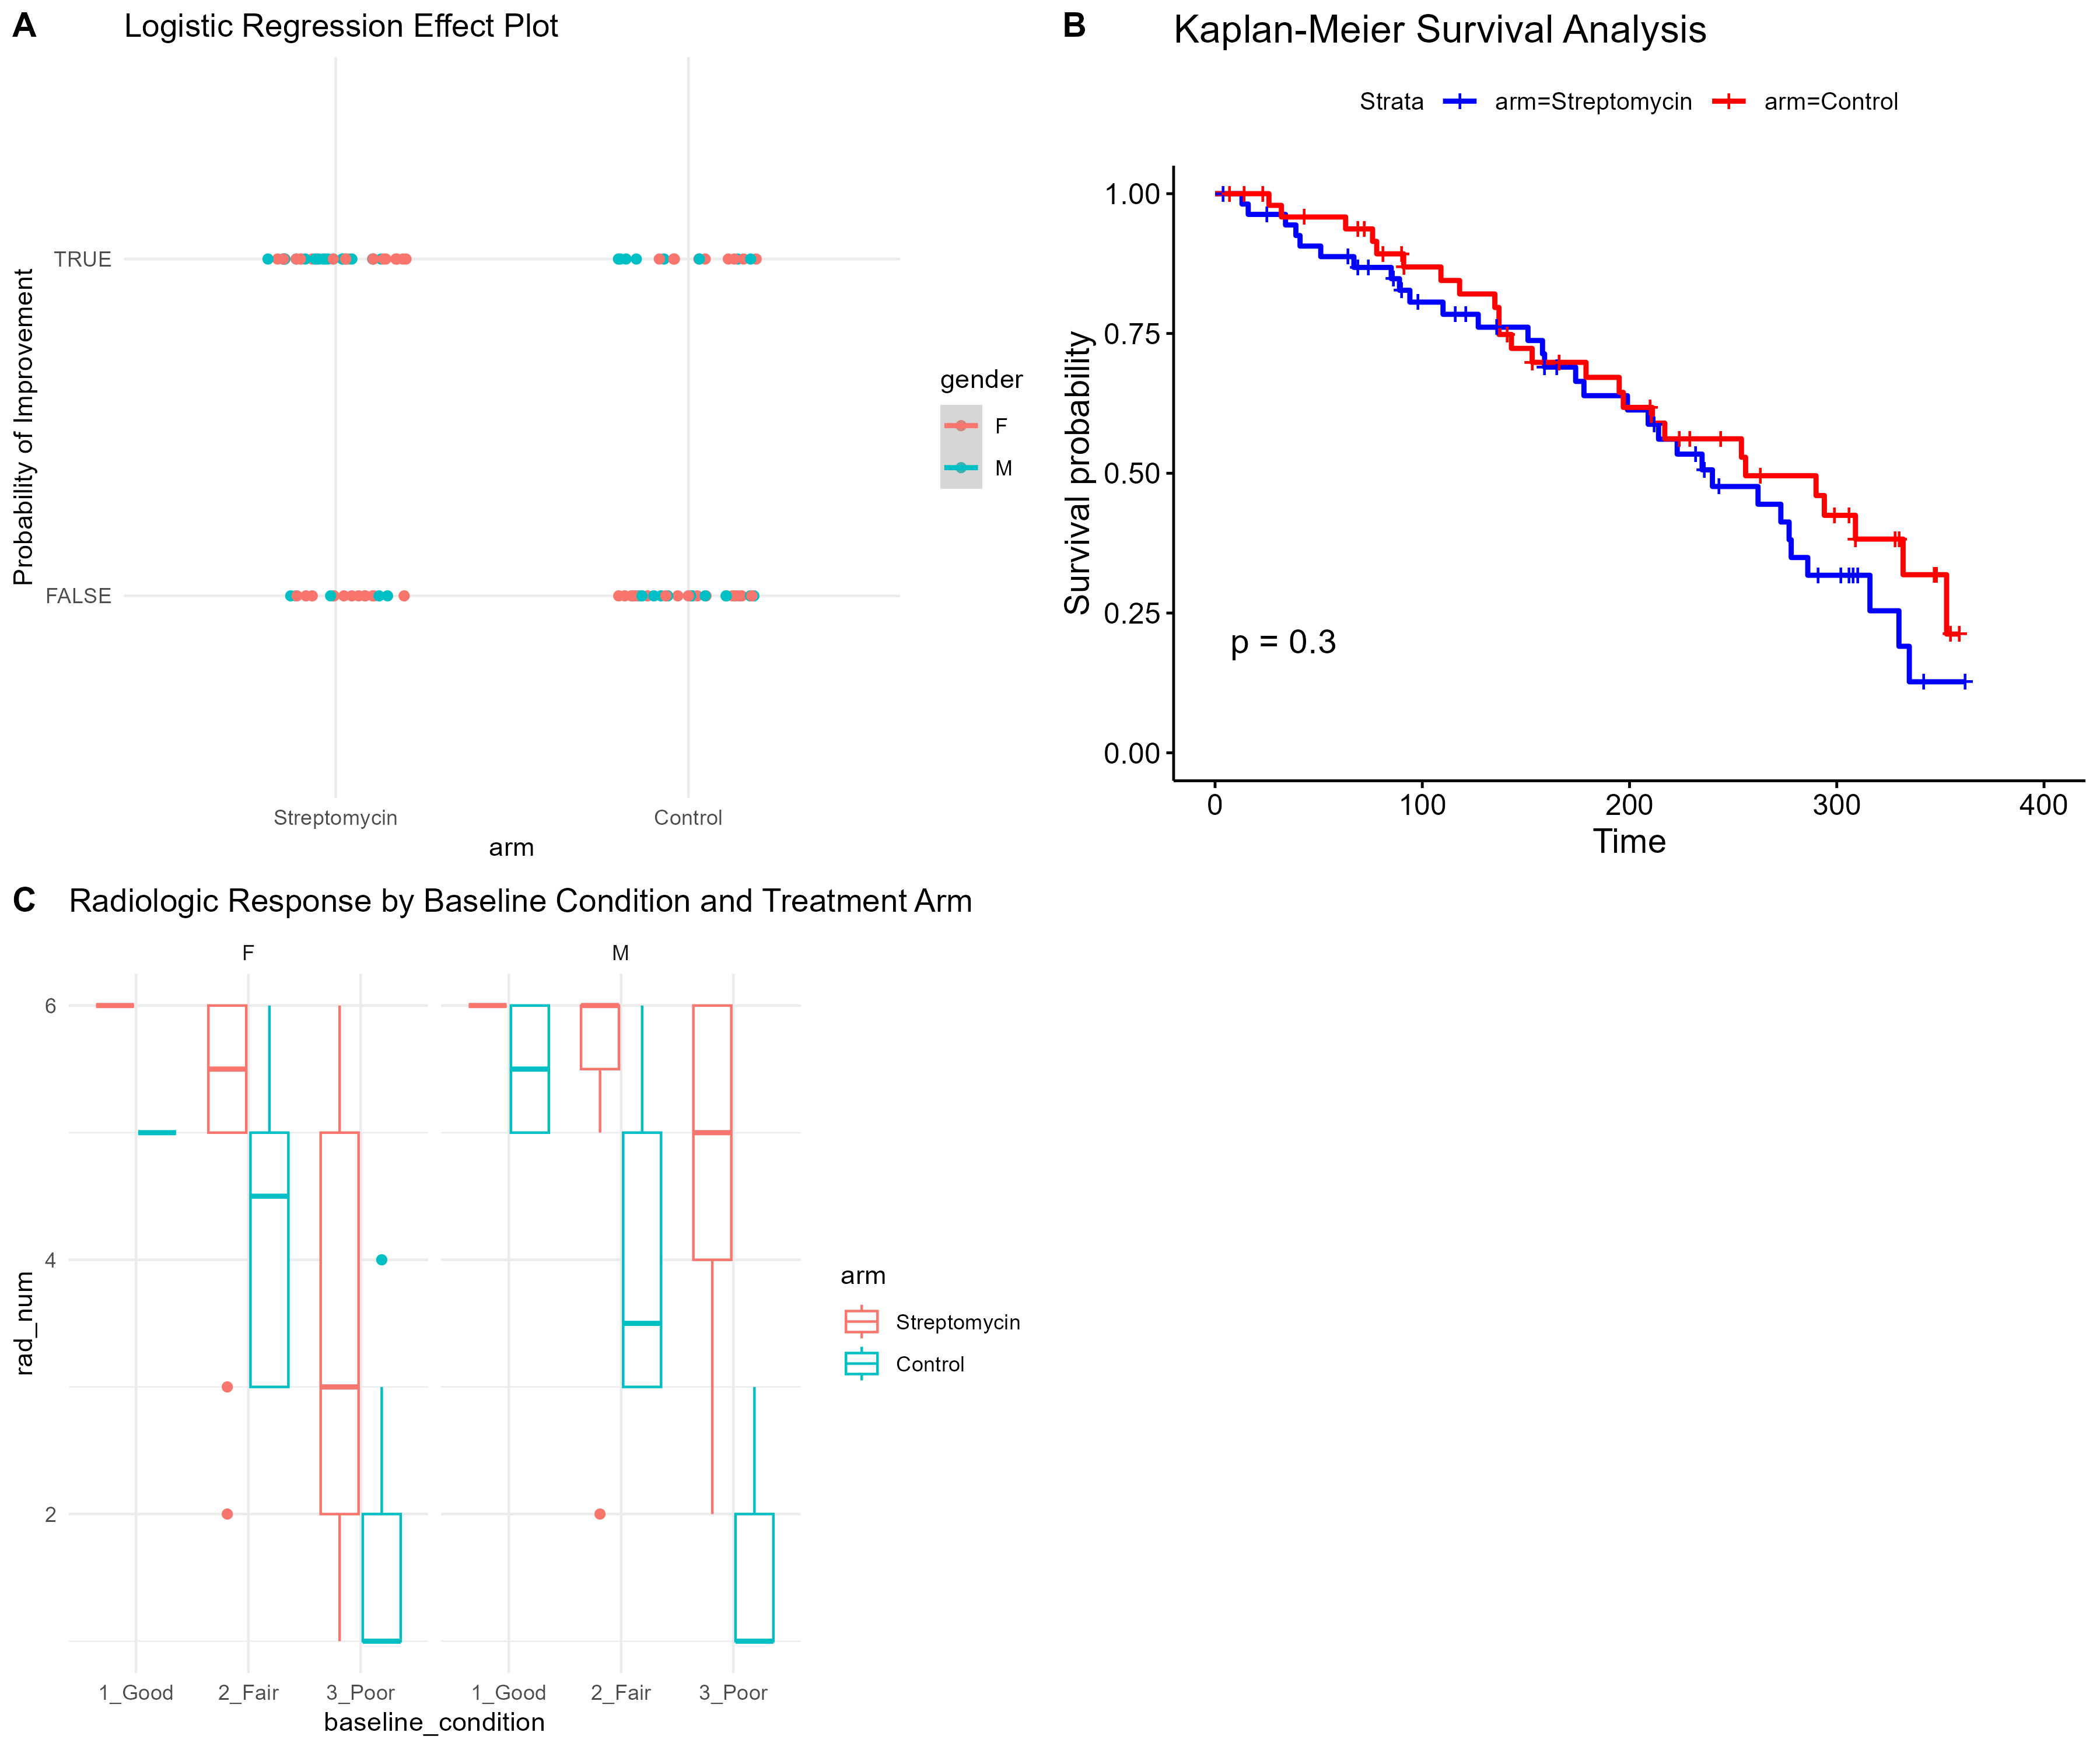 A Logistic Regression Effect Plot
Probability of Improvement
TRUE
FALSE
Streptomycin Control
arm
gender
F
M
B Kaplan-Meier Survival Analysis
Strata arm=Streptomycin arm=Control
Survival probability
1.00
0.75
0.50
0.25
0.00
p = 0.3
0 100 200 300 400
Time
C Radiologic Response by Baseline Condition and Treatment Arm
F M
rad_num
6
4
2
1_Good 2_Fair 3_Poor 1_Good 2_Fair 3_Poor
baseline_condition
arm
Streptomycin
Control